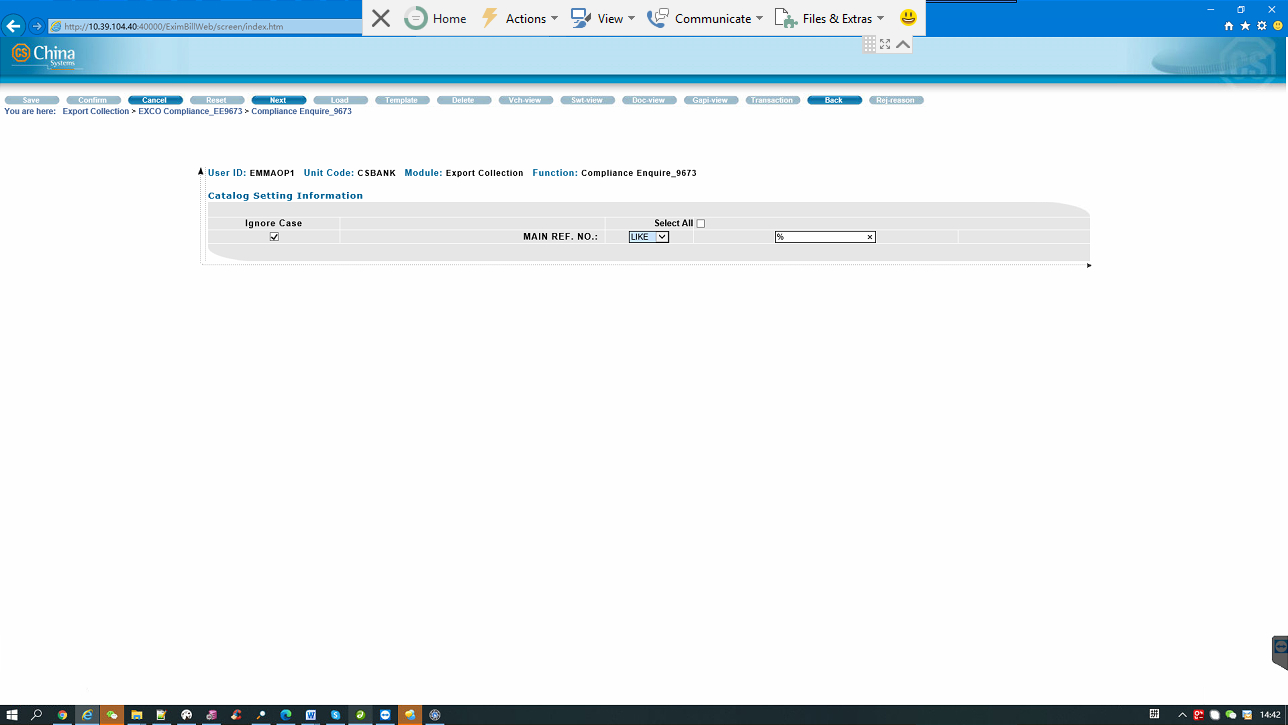 Home Actions View Communicate Files & Extras
http://10.39.104.40:40000/EximBillWeb/screen/index.htm
CS China
Systems
Save Confirm Cancel Reset Next Load Template Delete Vch-view Swt-view Doc-view Gapi-view Transaction Back Rej-reason
You are here: Export Collection > EXCO Compliance_EE9673 > Compliance Enquire_9673
User ID: EMMAOP1 Unit Code: CSBANK Module: Export Collection Function: Compliance Enquire_9673
Catalog Setting Information
Ignore Case Select All
MAIN REF. NO.: LIKE %
14:42